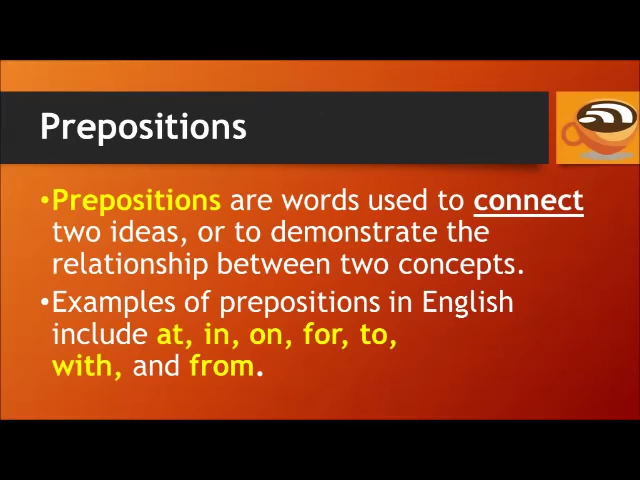 Prepositions
•Prepositions are words used to connect
two ideas, or to demonstrate the
relationship between two concepts.
•Examples of prepositions in English
include at, in, on, for, to,
with, and from.